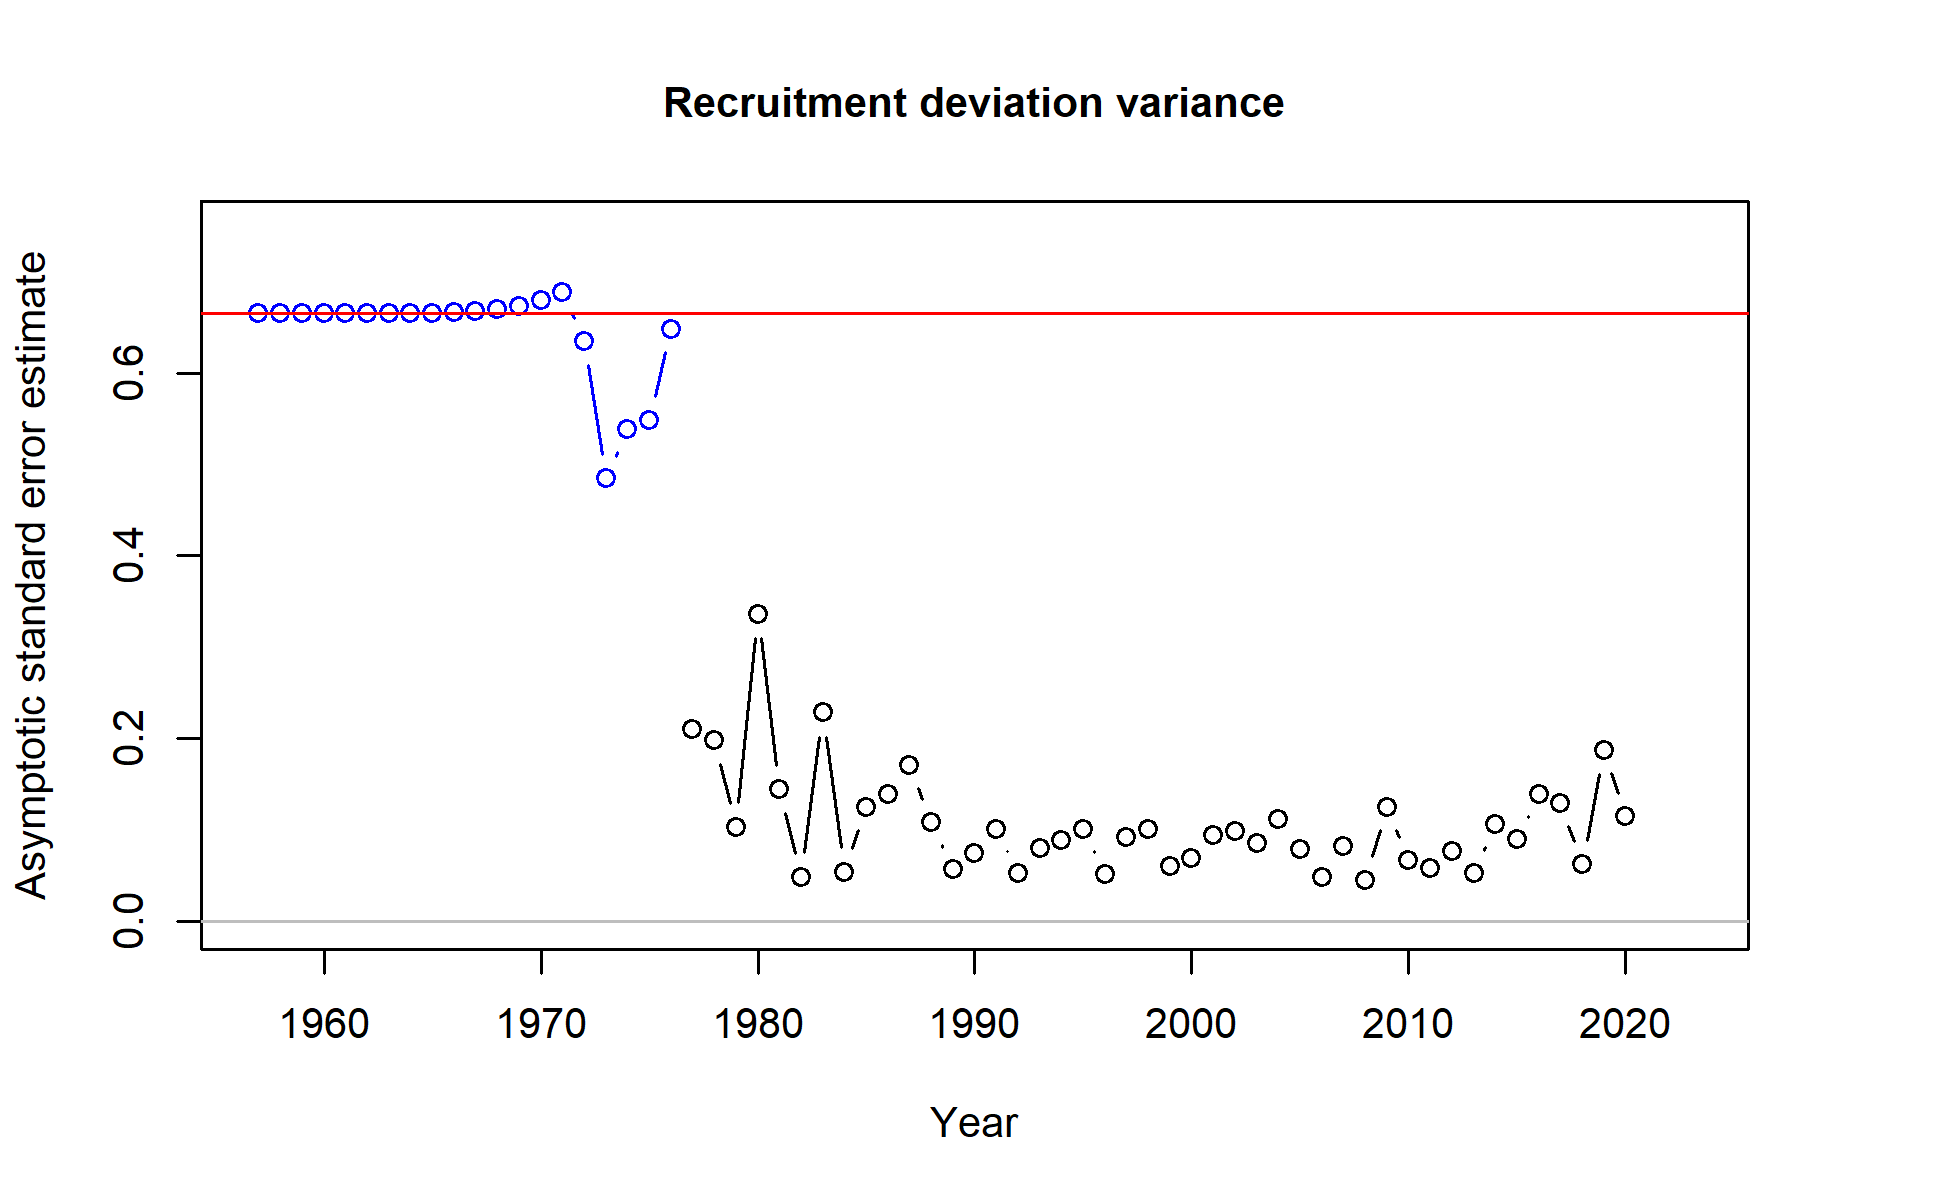 Recruitment deviation variance
Asymptotic standard error estimate
0.6
0.4
0.2
0.0
1960 1970 1980 1990 2000 2010 2020
Year